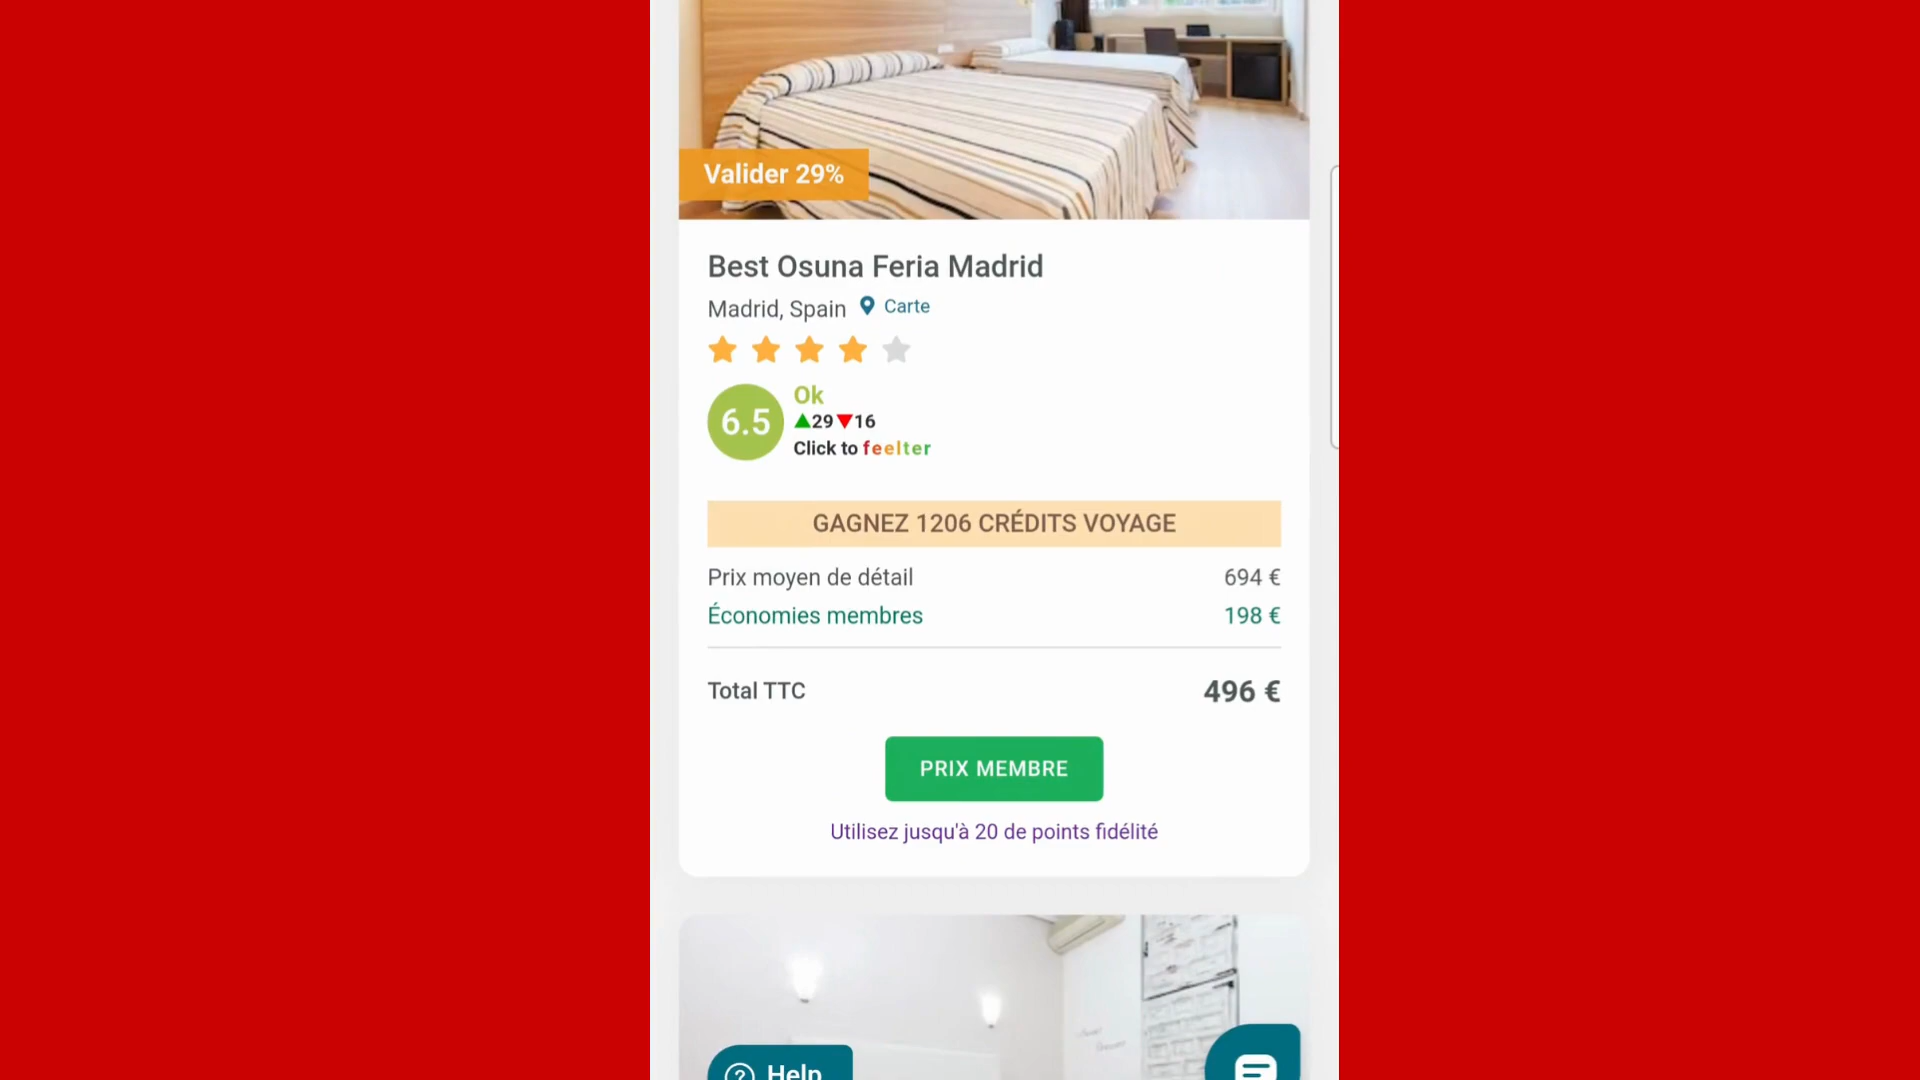 Valider 29%
Best Osuna Feria Madrid
Madrid, Spain Carte
6.5
Ok
29 16
Click to feelter
GAGNEZ 1206 CRÉDITS VOYAGE
Prix moyen de détail 694 €
Économies membres 198 €
Total TTC 496 €
PRIX MEMBRE
Utilisez jusqu'à 20 de points fidélité
Help